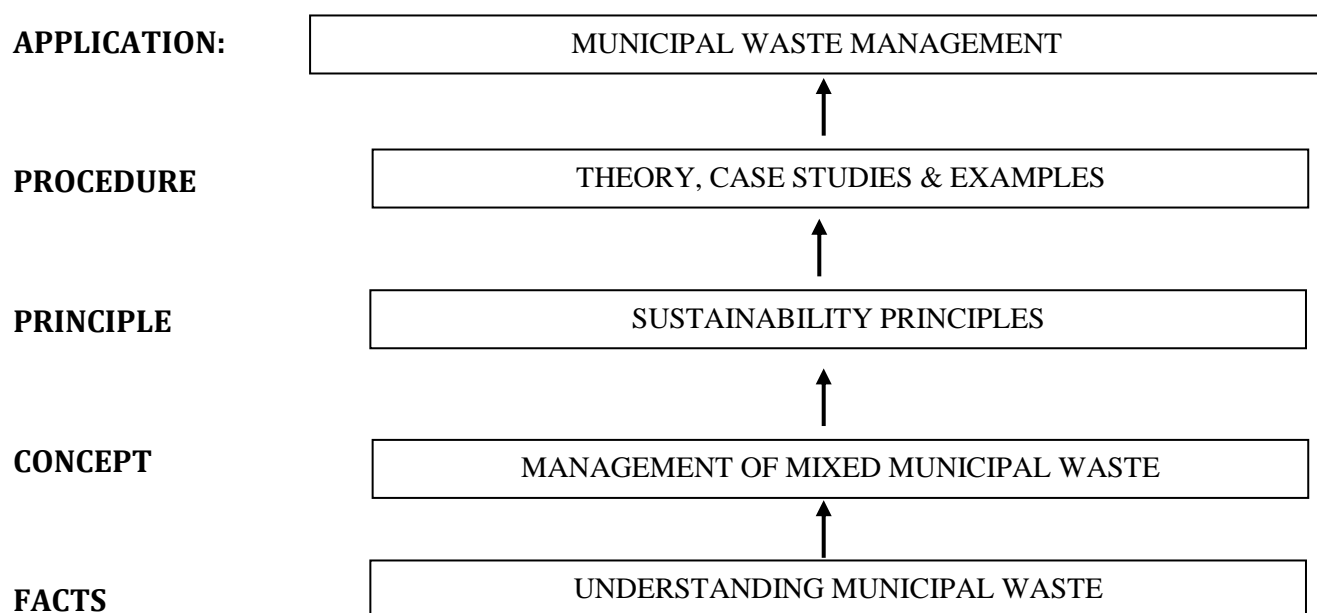 APPLICATION: MUNICIPAL WASTE MANAGEMENT
PROCEDURE THEORY, CASE STUDIES & EXAMPLES
PRINCIPLE SUSTAINABILITY PRINCIPLES
CONCEPT MANAGEMENT OF MIXED MUNICIPAL WASTE
FACTS UNDERSTANDING MUNICIPAL WASTE